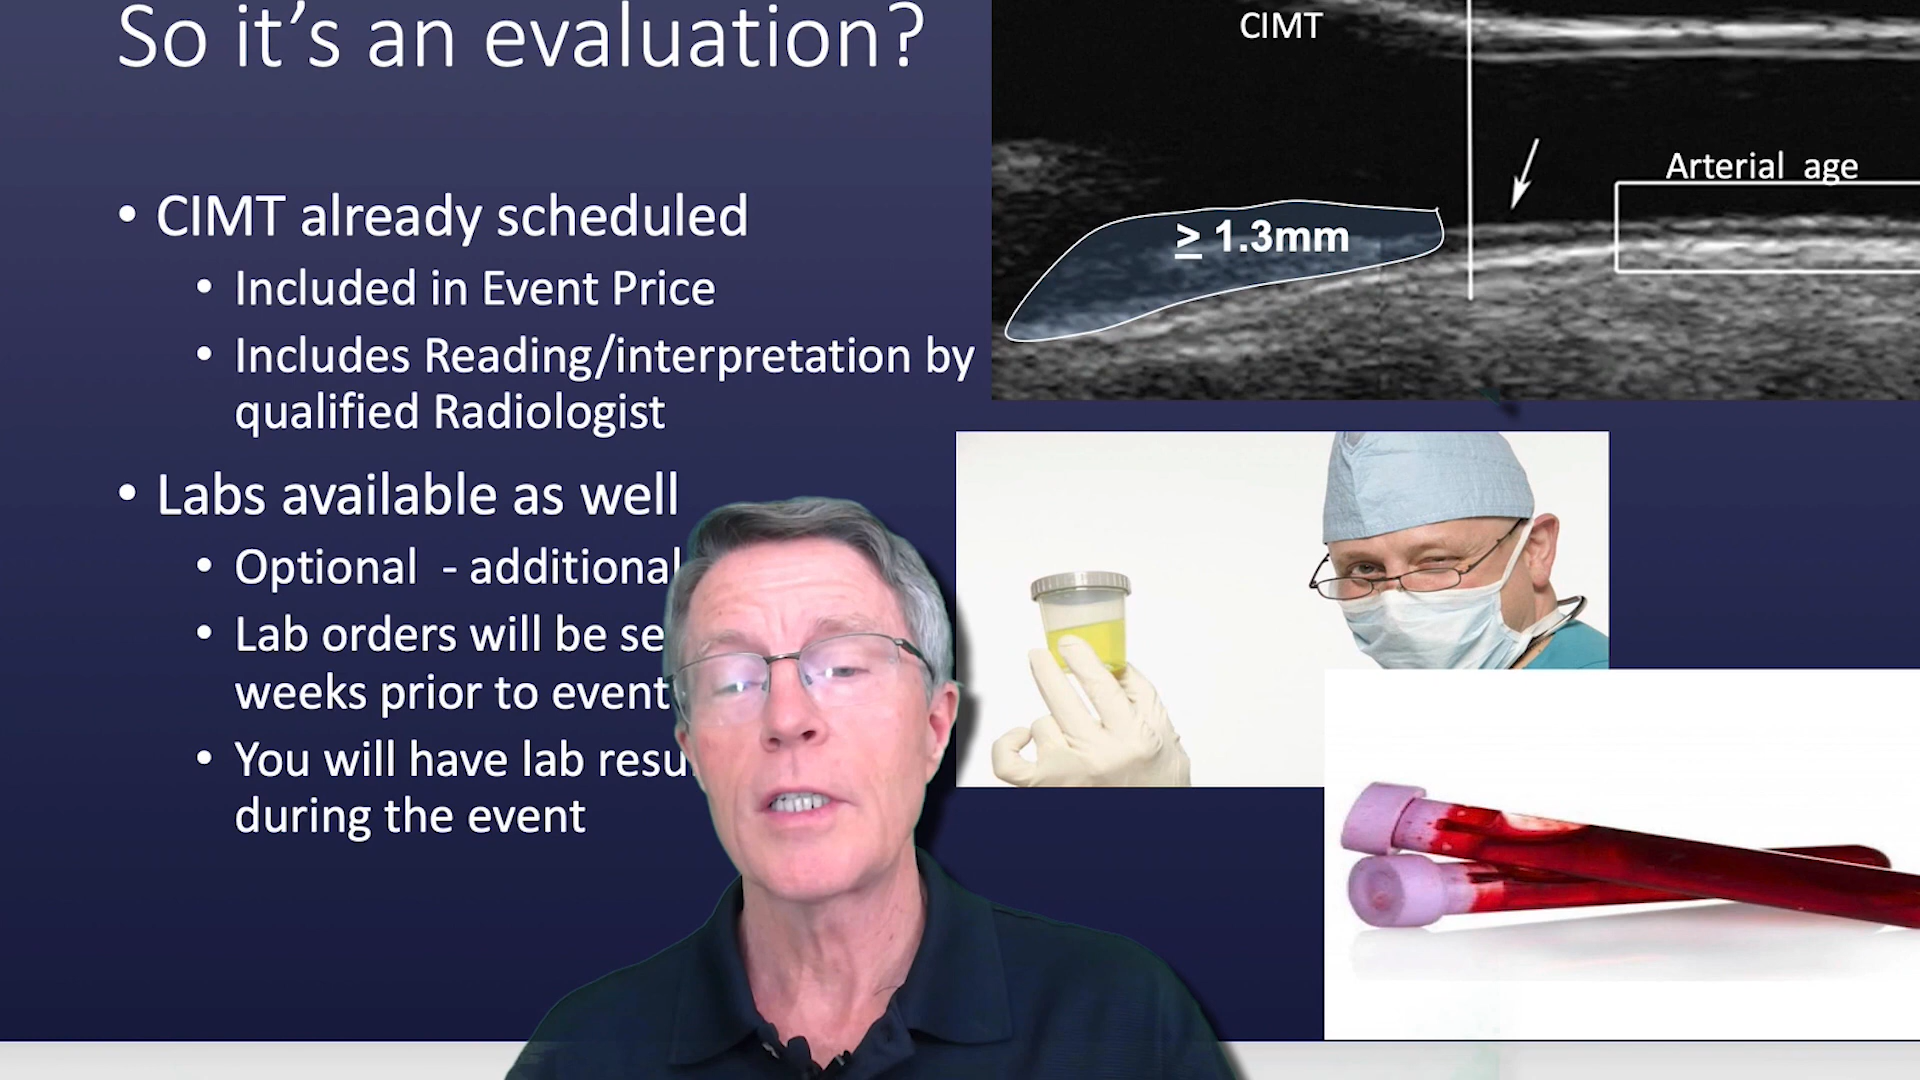 So it's an evaluation?
• CIMT already scheduled
• Included in Event Price
• Includes Reading/interpretation by
qualified Radiologist
• Labs available as well
• Optional - additional
• Lab orders will be
weeks prior to event
• You will have lab
during the event
CIMT
Arterial age
≥ 1.3mm